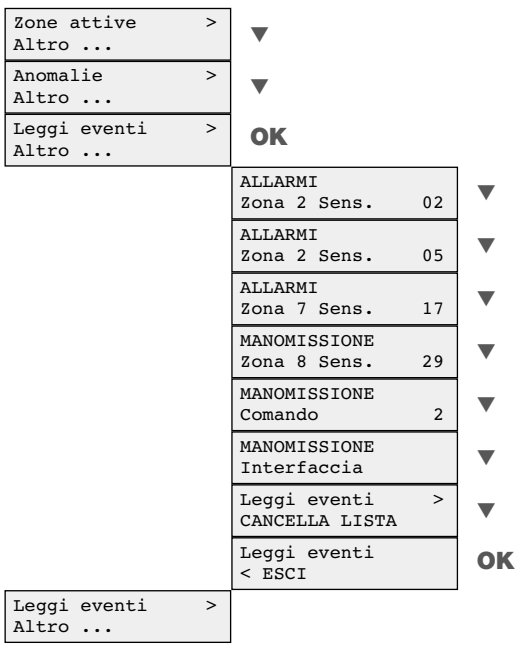 Zone attive >
Altro ...
▼
Anomalie >
Altro ...
▼
Leggi eventi >
Altro ...
OK
ALLARMI
Zona 2 Sens. 02
▼
ALLARMI
Zona 2 Sens. 05
▼
ALLARMI
Zona 7 Sens. 17
▼
MANOMISSIONE
Zona 8 Sens. 29
▼
MANOMISSIONE
Comando 2
▼
MANOMISSIONE
Interfaccia
▼
Leggi eventi >
CANCELLA LISTA
▼
Leggi eventi
< ESCI
OK
Leggi eventi >
Altro ...